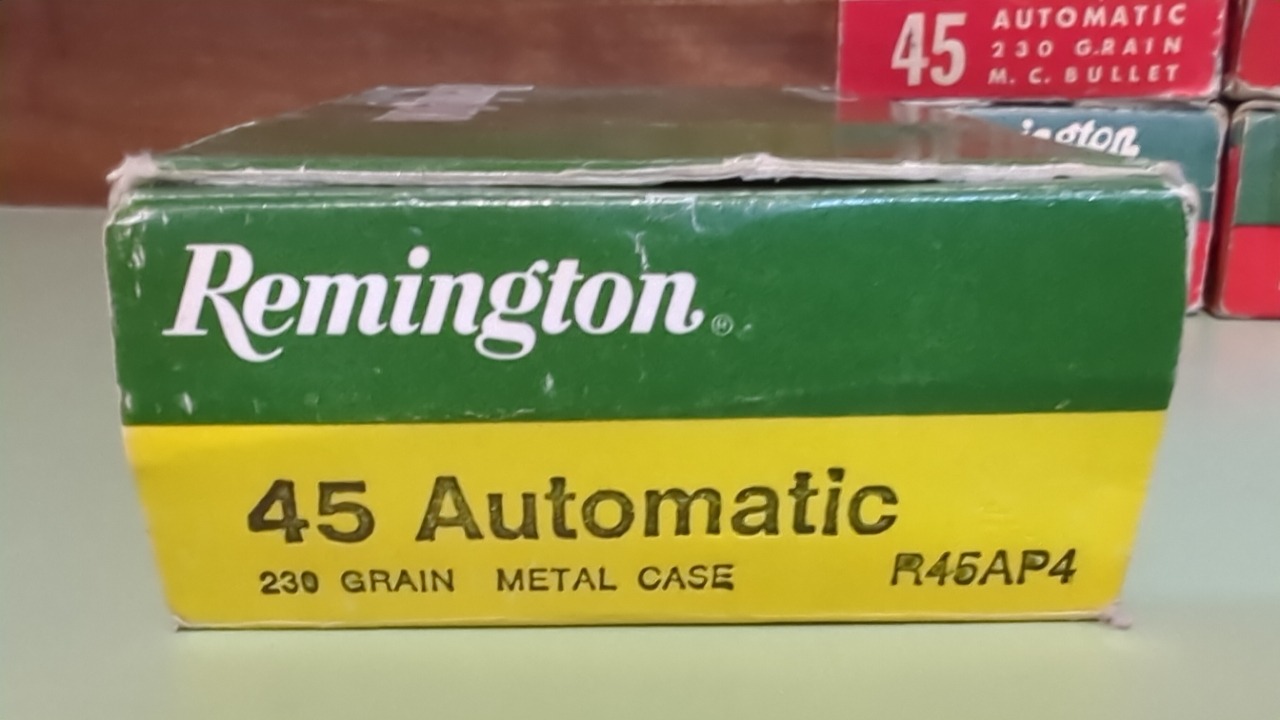 45 AUTOMATIC
230 GRAIN
M. C. BULLET
Remington®
45 Automatic
230 GRAIN METAL CASE
R45AP4